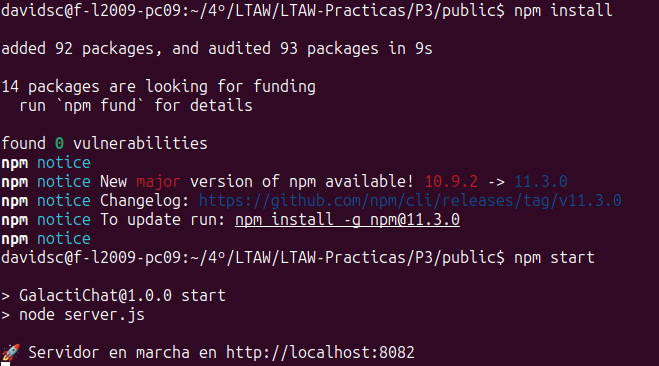 davidsc@f-l2009-pc09:~/4º/LTAW/LTAW-Practicas/P3/public$ npm install
added 92 packages, and audited 93 packages in 9s
14 packages are looking for funding
run `npm fund` for details
found 0 vulnerabilities
npm notice
npm notice New major version of npm available! 10.9.2 -> 11.3.0
npm notice Changelog: https://github.com/npm/cli/releases/tag/v11.3.0
npm notice To update run: npm install -g npm@11.3.0
npm notice
davidsc@f-l2009-pc09:~/4º/LTAW/LTAW-Practicas/P3/public$ npm start
> GalactiChat@1.0.0 start
> node server.js
🚀 Servidor en marcha en http://localhost:8082